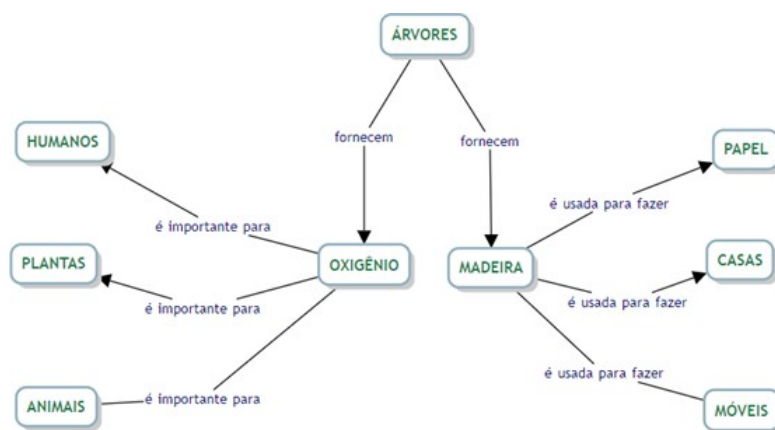 ÁRVORES
fornecem
fornecem
HUMANOS
PAPEL
é importante para
é usada para fazer
PLANTAS
OXIGÊNIO
MADEIRA
CASAS
é importante para
é usada para fazer
ANIMAIS
é importante para
é usada para fazer
MÓVEIS